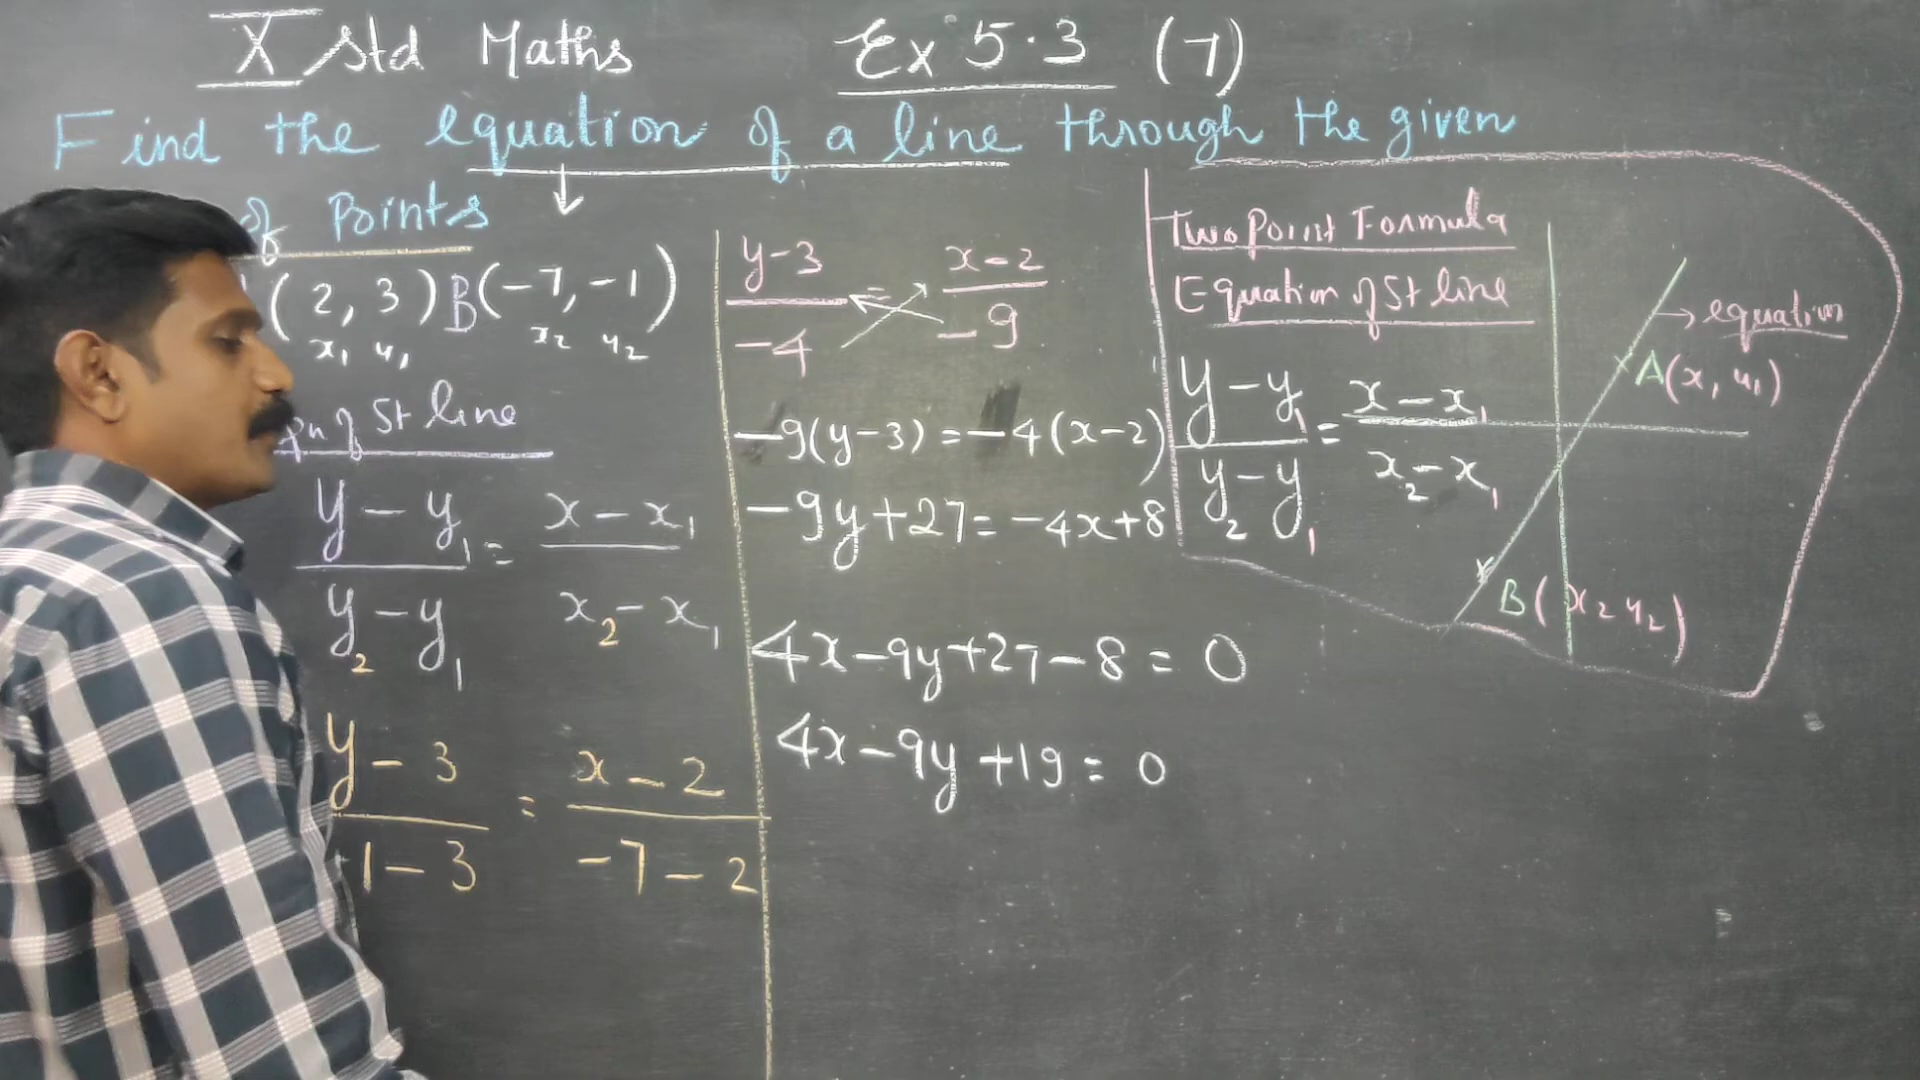 X Std Maths Ex 5.3 (7)
Find the equation of a line through the given
of Points
(2, 3) B(-7, -1)
x₁ y₁ x₂ y₂
Eqn of St line
y - y₁ / y₂ - y₁ = x - x₁ / x₂ - x₁
y - 3 / -1 - 3 = x - 2 / -7 - 2
y-3 / -4 = x-2 / -9
-9(y-3) = -4(x-2)
-9y+27 = -4x+8
4x-9y+27-8 = 0
4x-9y+19 = 0
Two Point Formula
Equation of St line
y - y₁ / y₂ - y₁ = x - x₁ / x₂ - x₁
equation
A(x, y₁)
B(x₂ y₂)